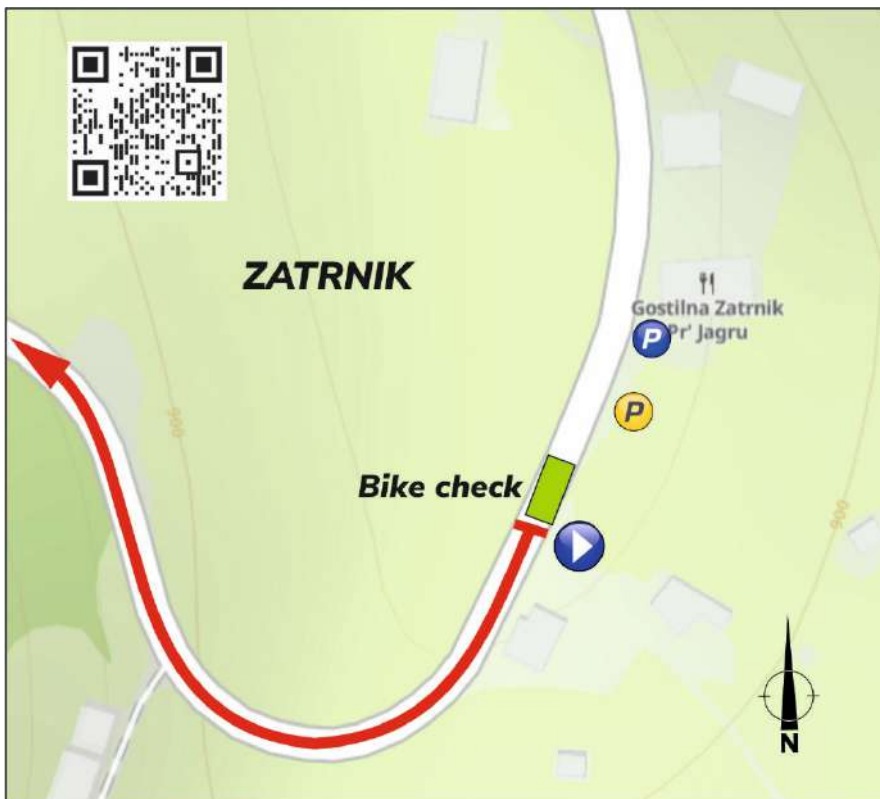 ZATRNIK
Gostilna Zatrnik
Pr' Jagru
P
P
Bike check
900
900
N